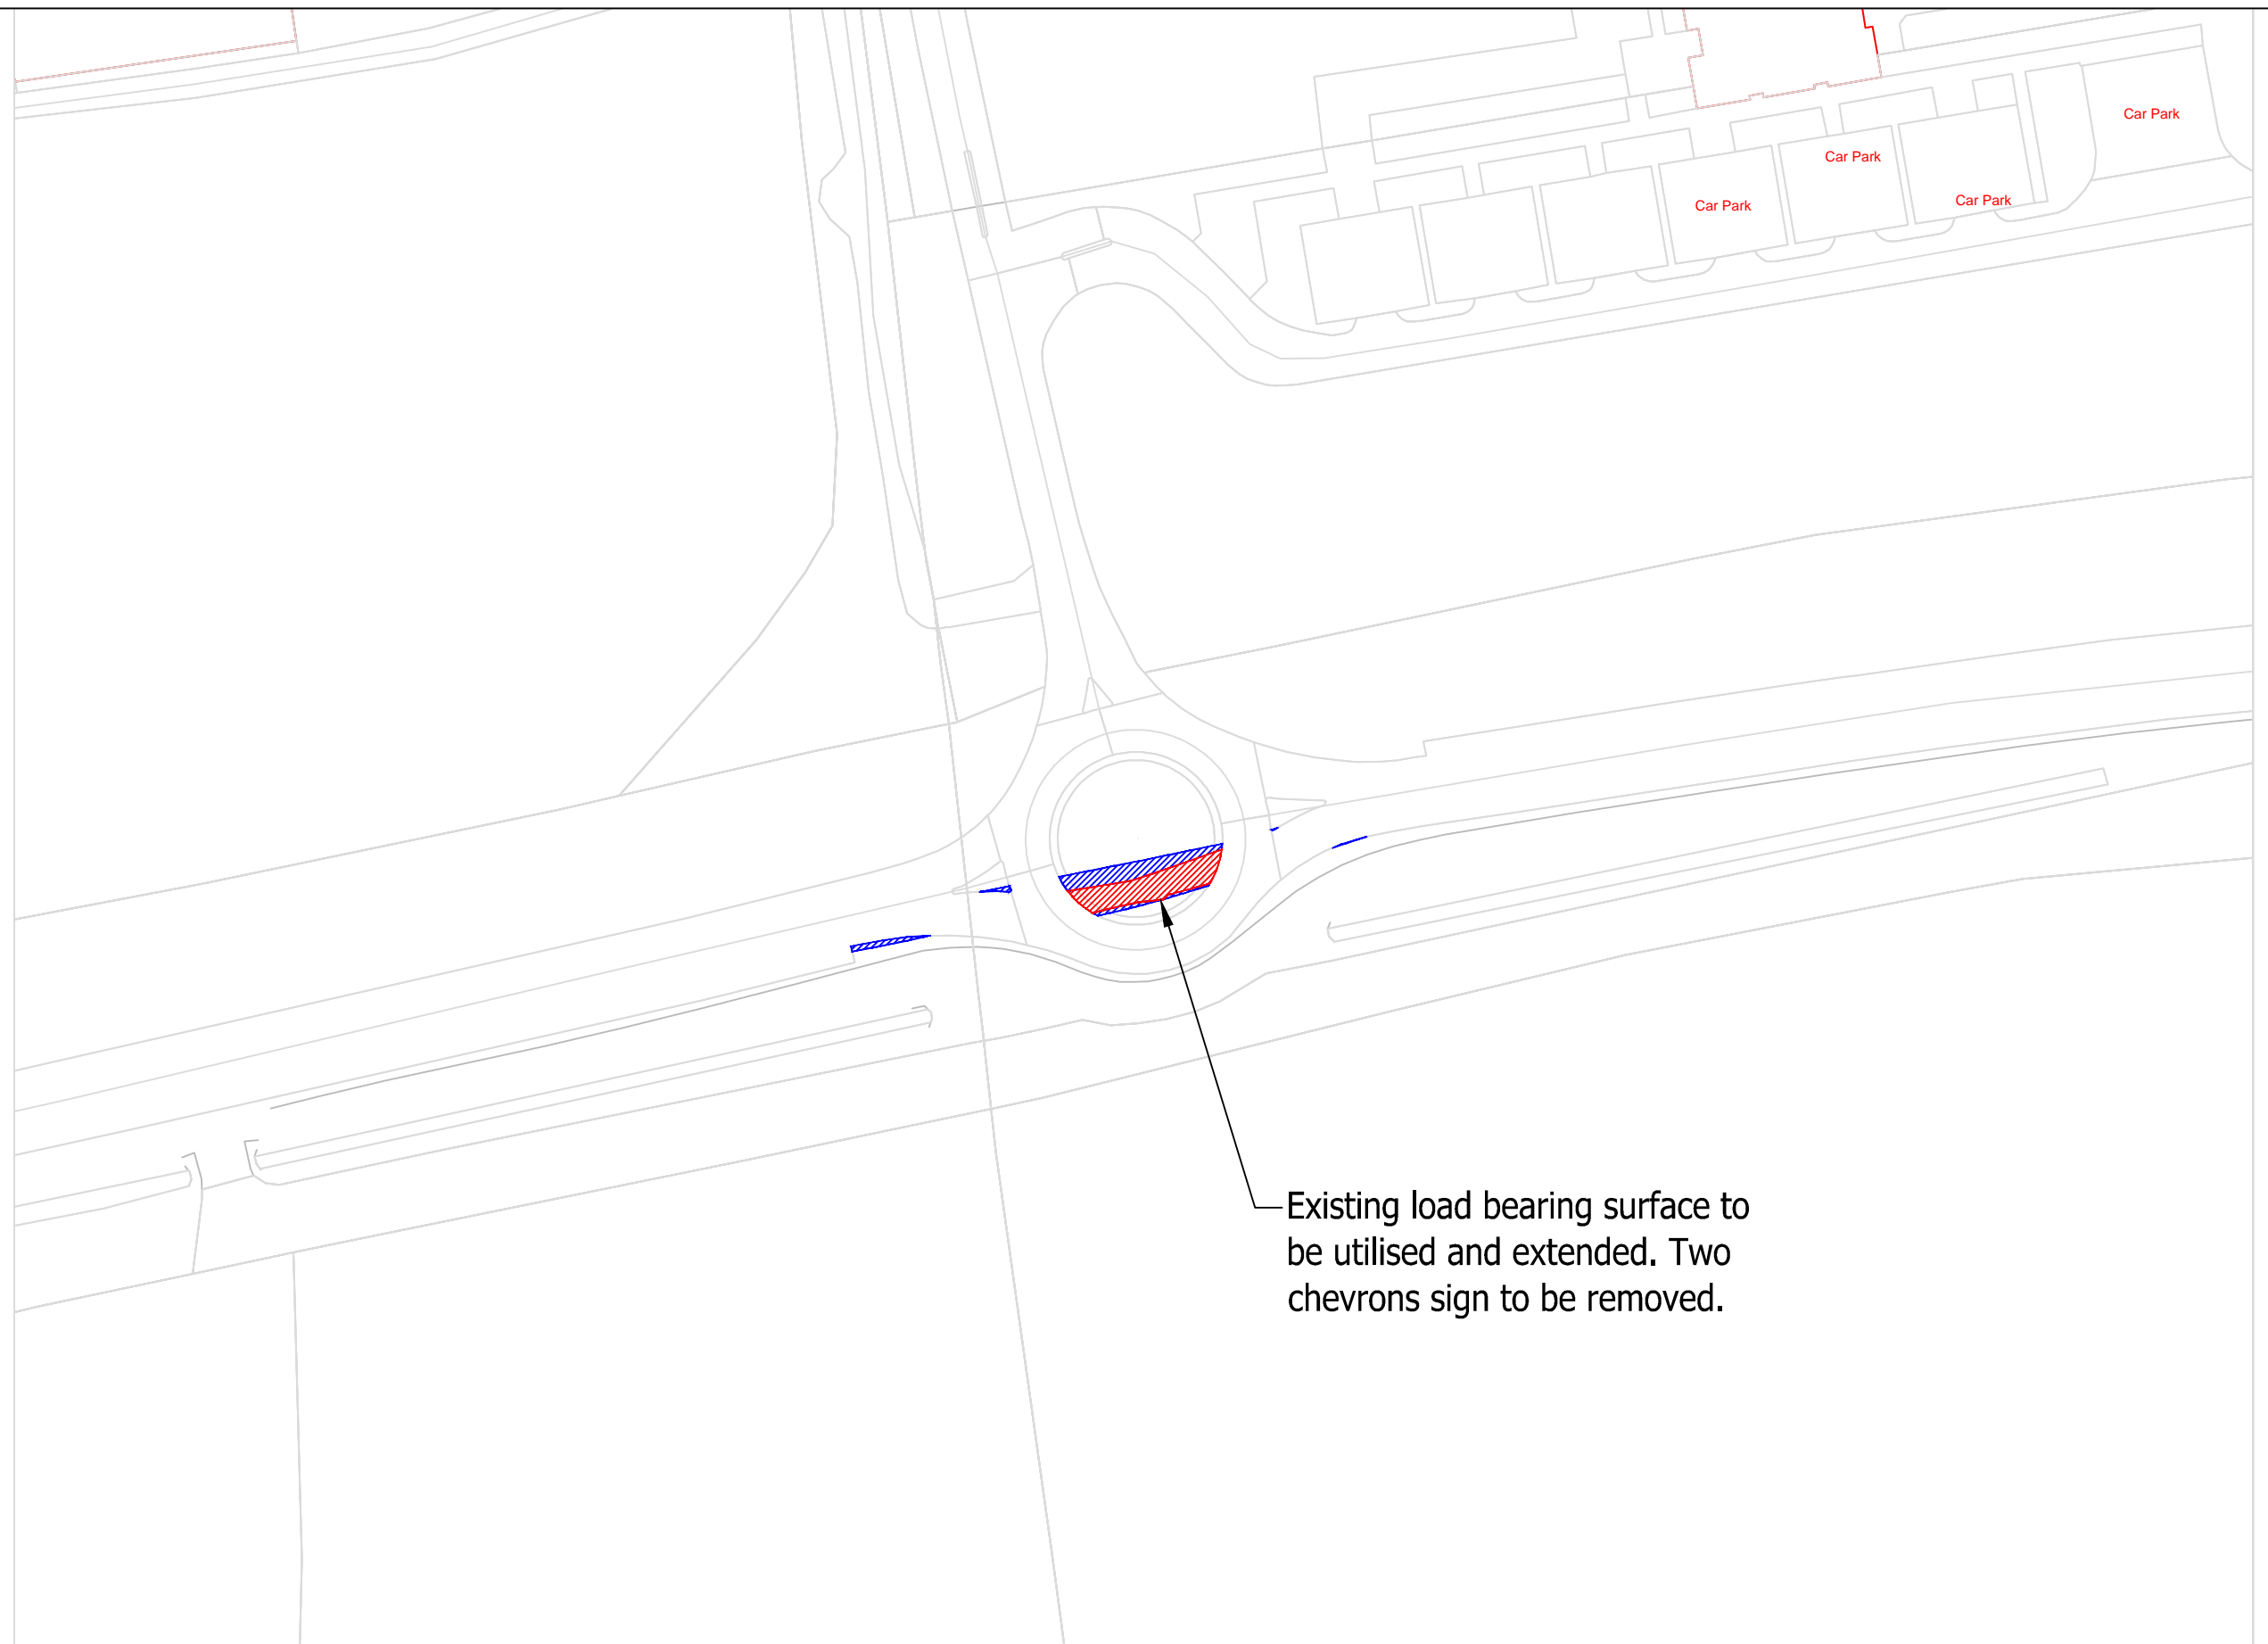 Car Park
Car Park
Car Park
Car Park
Existing load bearing surface to
be utilised and extended. Two
chevrons sign to be removed.